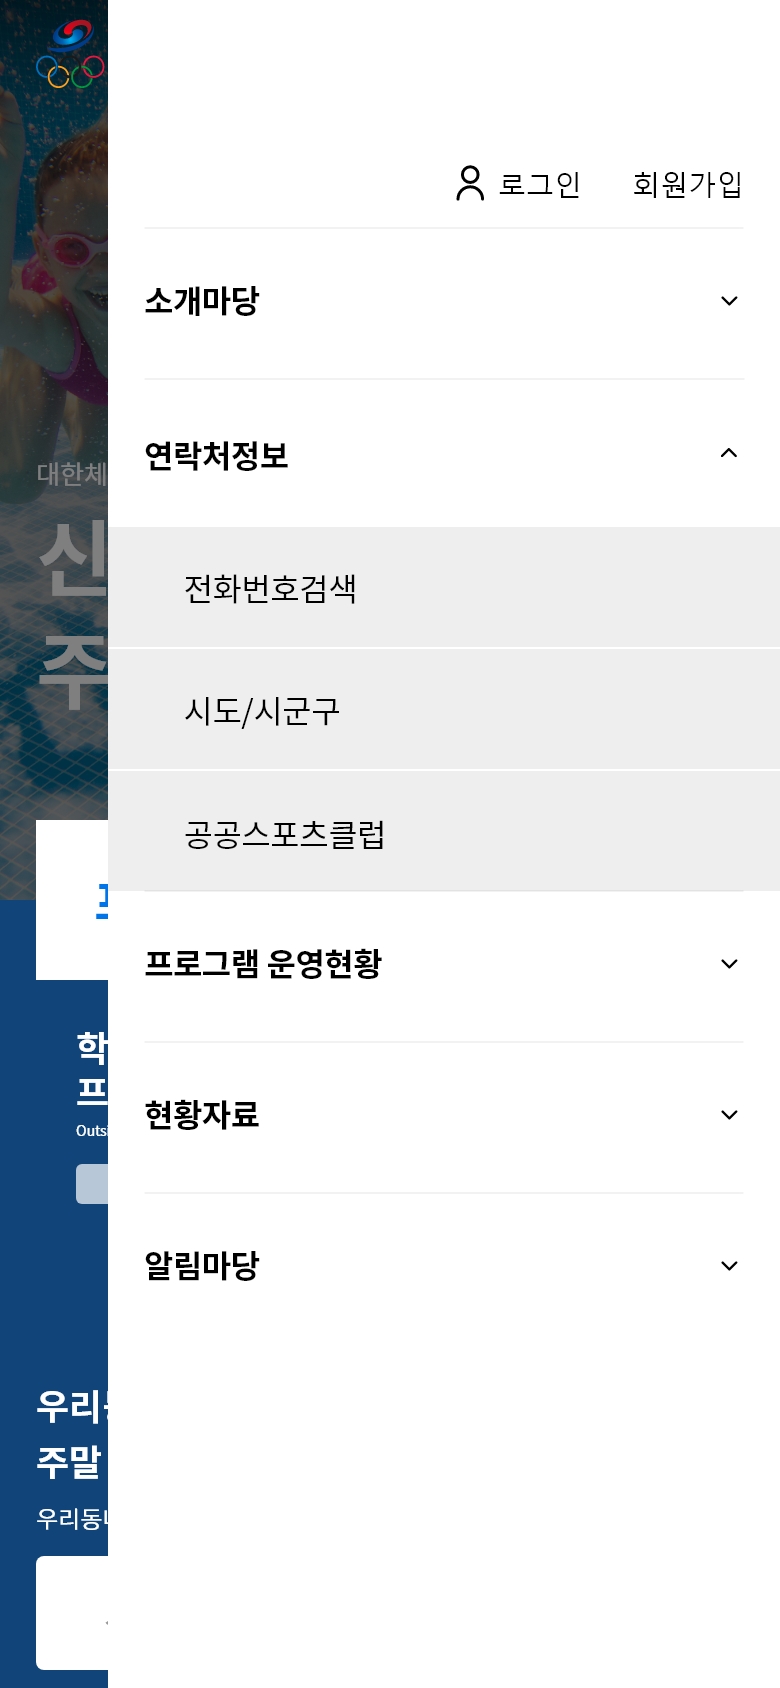 로그인 회원가입
소개마당
연락처정보
전화번호검색
시도/시군구
공공스포츠클럽
프로그램 운영현황
현황자료
알림마당
대한체
신
주
학
프
Outsi
우리
주말
우리동